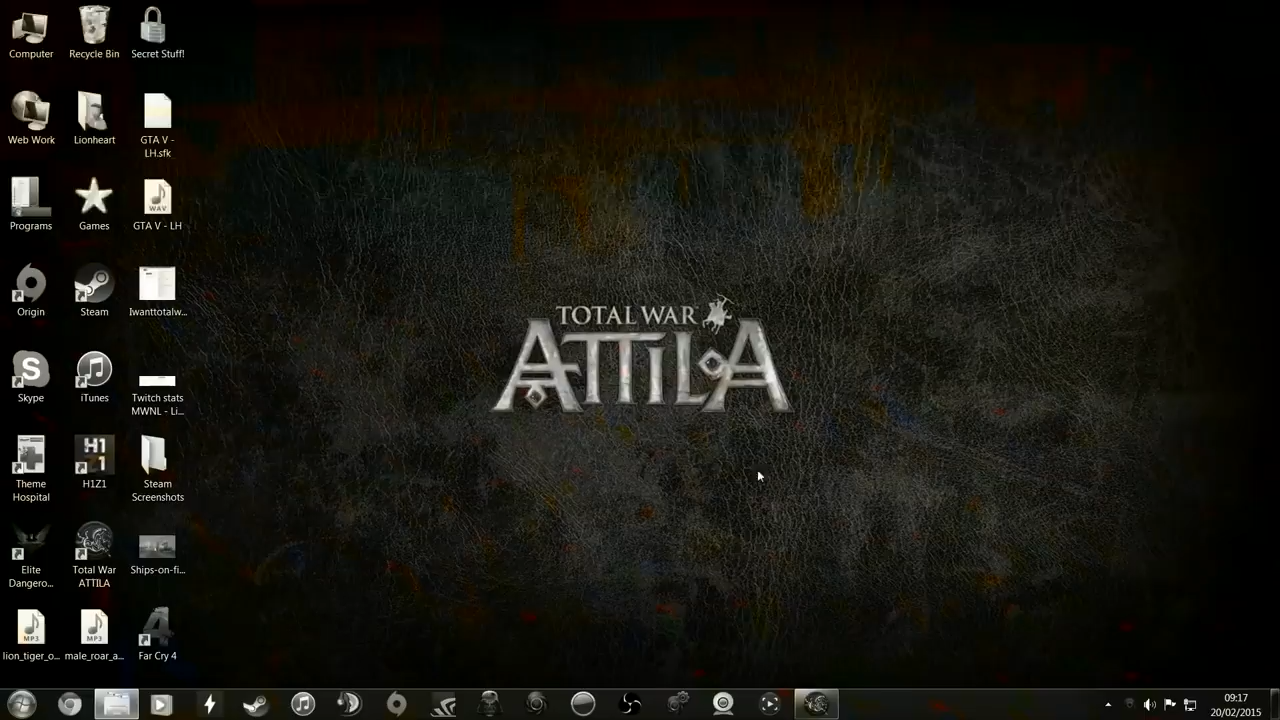 Computer
Recycle Bin
Secret Stuff!
Web Work
Lionheart
GTA V -
LH.sfk
Programs
Games
WAV
GTA V - LH
Origin
Steam
Iwanttotalw...
S
Skype
iTunes
Twitch stats
MWNL - Li...
Theme
Hospital
H1
Z1
H1Z1
Steam
Screenshots
Elite
Dangero...
Total War
ATTILA
Ships-on-fi...
MP3
lion_tiger_o...
MP3
male_roar_a...
4
Far Cry 4
TOTAL WAR
ATTILA
09:17
20/02/2015